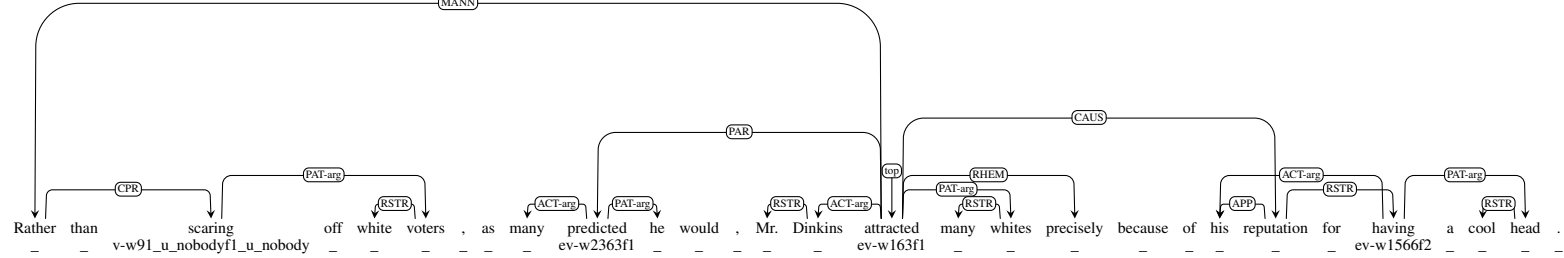 MANN
PAR CAUS
top
CPR PAT-arg RSTR ACT-arg PAT-arg RSTR ACT-arg RHEM PAT-arg RSTR APP ACT-arg RSTR PAT-arg RSTR
Rather than scaring off white voters , as many predicted he would , Mr. Dinkins attracted many whites precisely because of his reputation for having a cool head .
_ _ v-w91_u_nobodyf1_u_nobody _ _ _ _ _ _ ev-w2363f1 _ _ _ _ _ ev-w163f1 _ _ _ _ _ _ _ _ ev-w1566f2 _ _ _ _